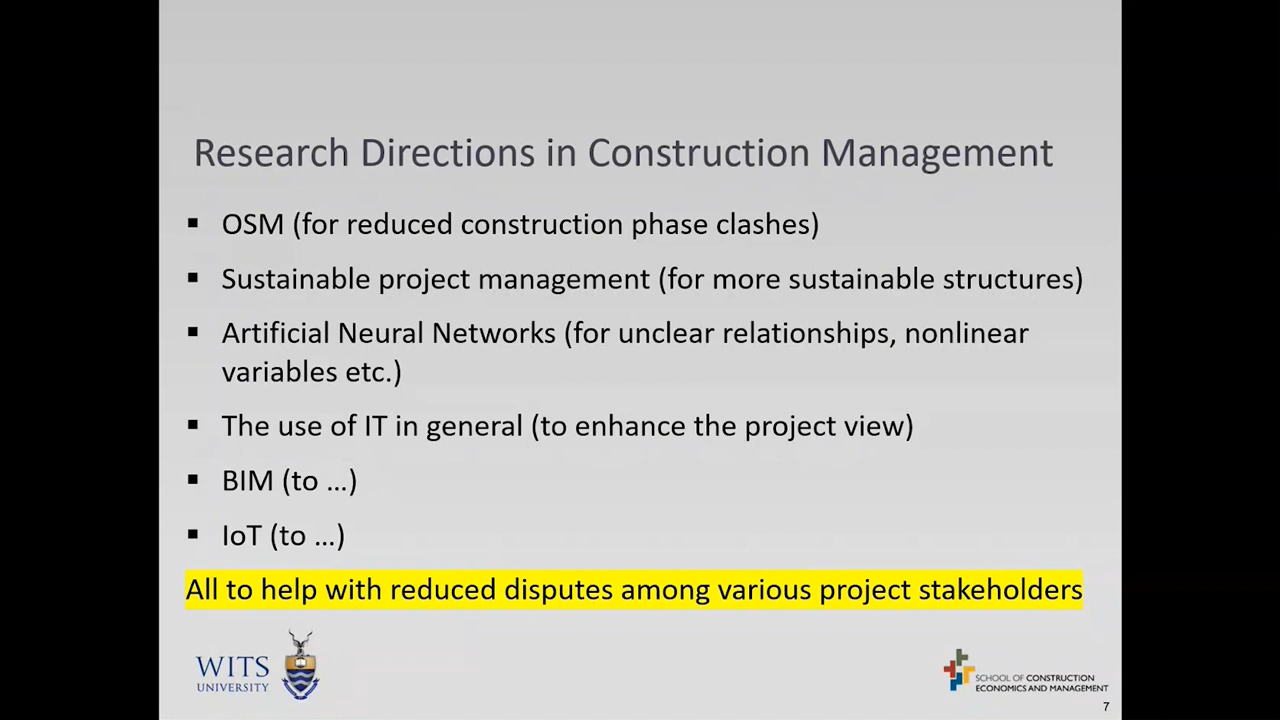 Research Directions in Construction Management
▪ OSM (for reduced construction phase clashes)
▪ Sustainable project management (for more sustainable structures)
▪ Artificial Neural Networks (for unclear relationships, nonlinear
variables etc.)
▪ The use of IT in general (to enhance the project view)
▪ BIM (to …)
▪ IoT (to …)
All to help with reduced disputes among various project stakeholders
WITS
UNIVERSITY
SCHOOL OF CONSTRUCTION
ECONOMICS AND MANAGEMENT
7